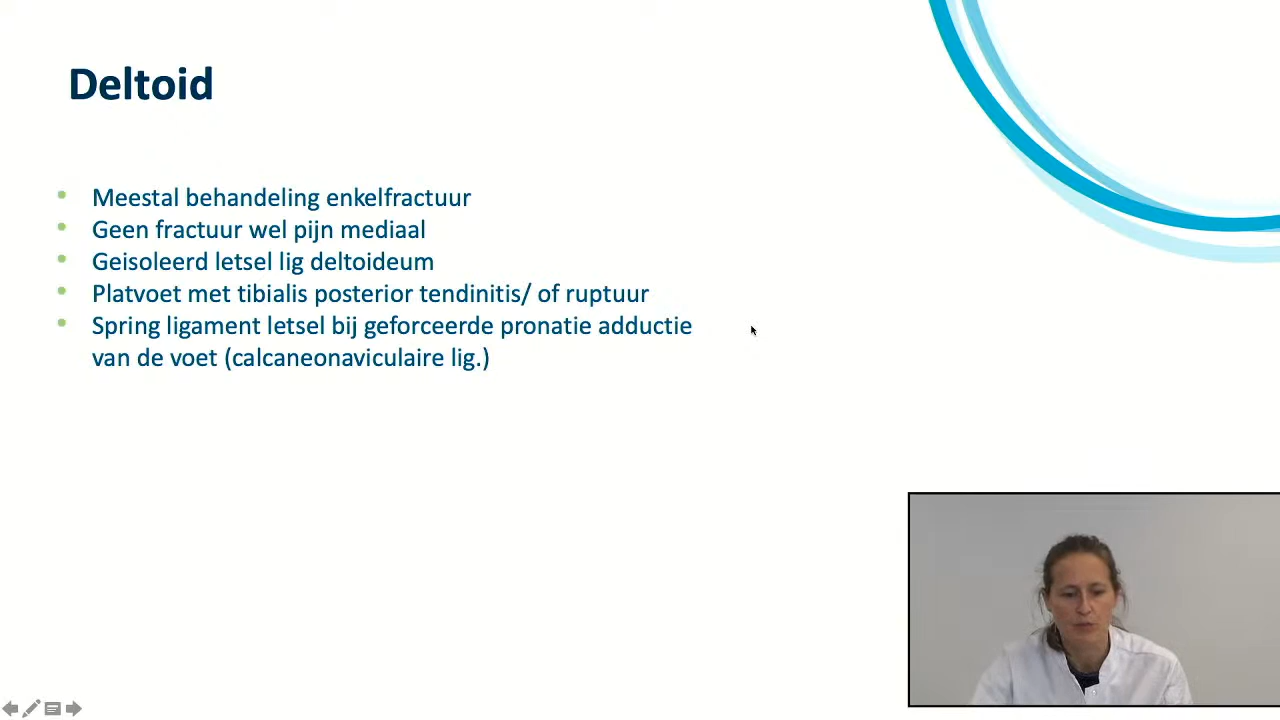 Deltoid
• Meestal behandeling enkelfractuur
• Geen fractuur wel pijn mediaal
• Geisoleerd letsel lig deltoideum
• Platvoet met tibialis posterior tendinitis/ of ruptuur
• Spring ligament letsel bij geforceerde pronatie adductie
van de voet (calcaneonaviculaire lig.)